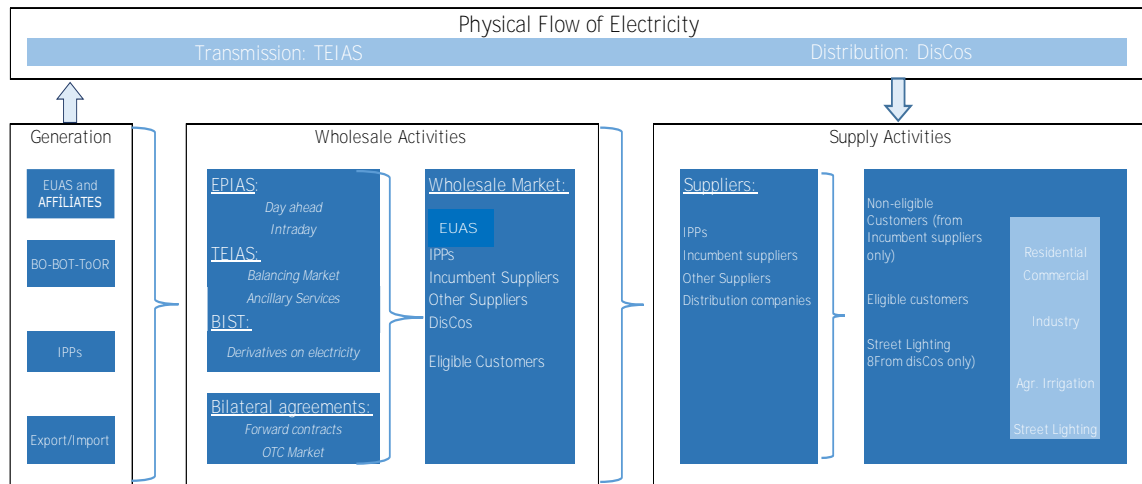 Physical Flow of Electricity
Transmission: TEIAS
Distribution: DisCos
Generation
EUAS and
AFFİLİATES
BO-BOT-ToOR
IPPs
Export/Import
Wholesale Activities
EPIAS:
Day ahead
Intraday
TEIAS:
Balancing Market
Ancillary Services
BIST:
Derivatives on electricity
Bilateral agreements:
Forward contracts
OTC Market
Wholesale Market:
EUAS
IPPs
Incumbent Suppliers
Other Suppliers
DisCos
Eligible Customers
Supply Activities
Suppliers:
IPPs
Incumbent suppliers
Other Suppliers
Distribution companies
Non-eligible
Customers (from
Incumbent suppliers
only)
Eligible customers
Street Lighting
8From disCos only)
Residential
Commercial
Industry
Agr. Irrigation
Street Lighting